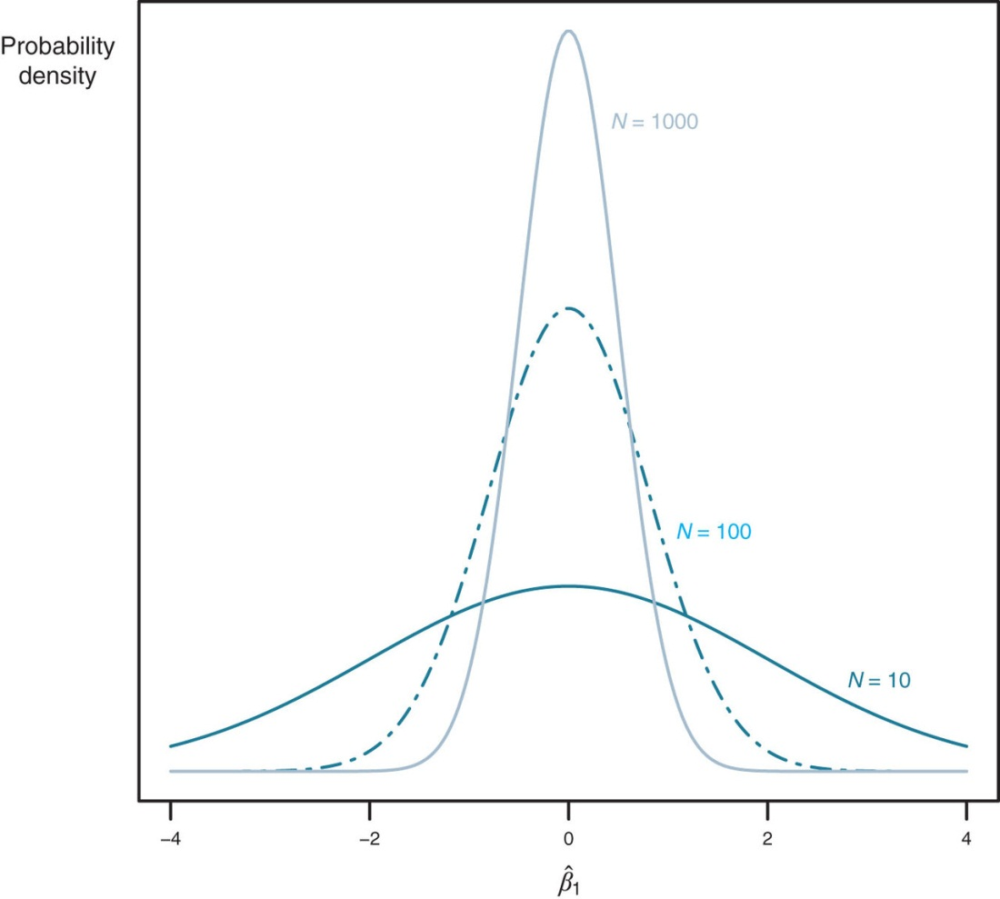 Probability
density
N = 1000
N = 100
N = 10
−4
−2
0
2
4
β̂₁